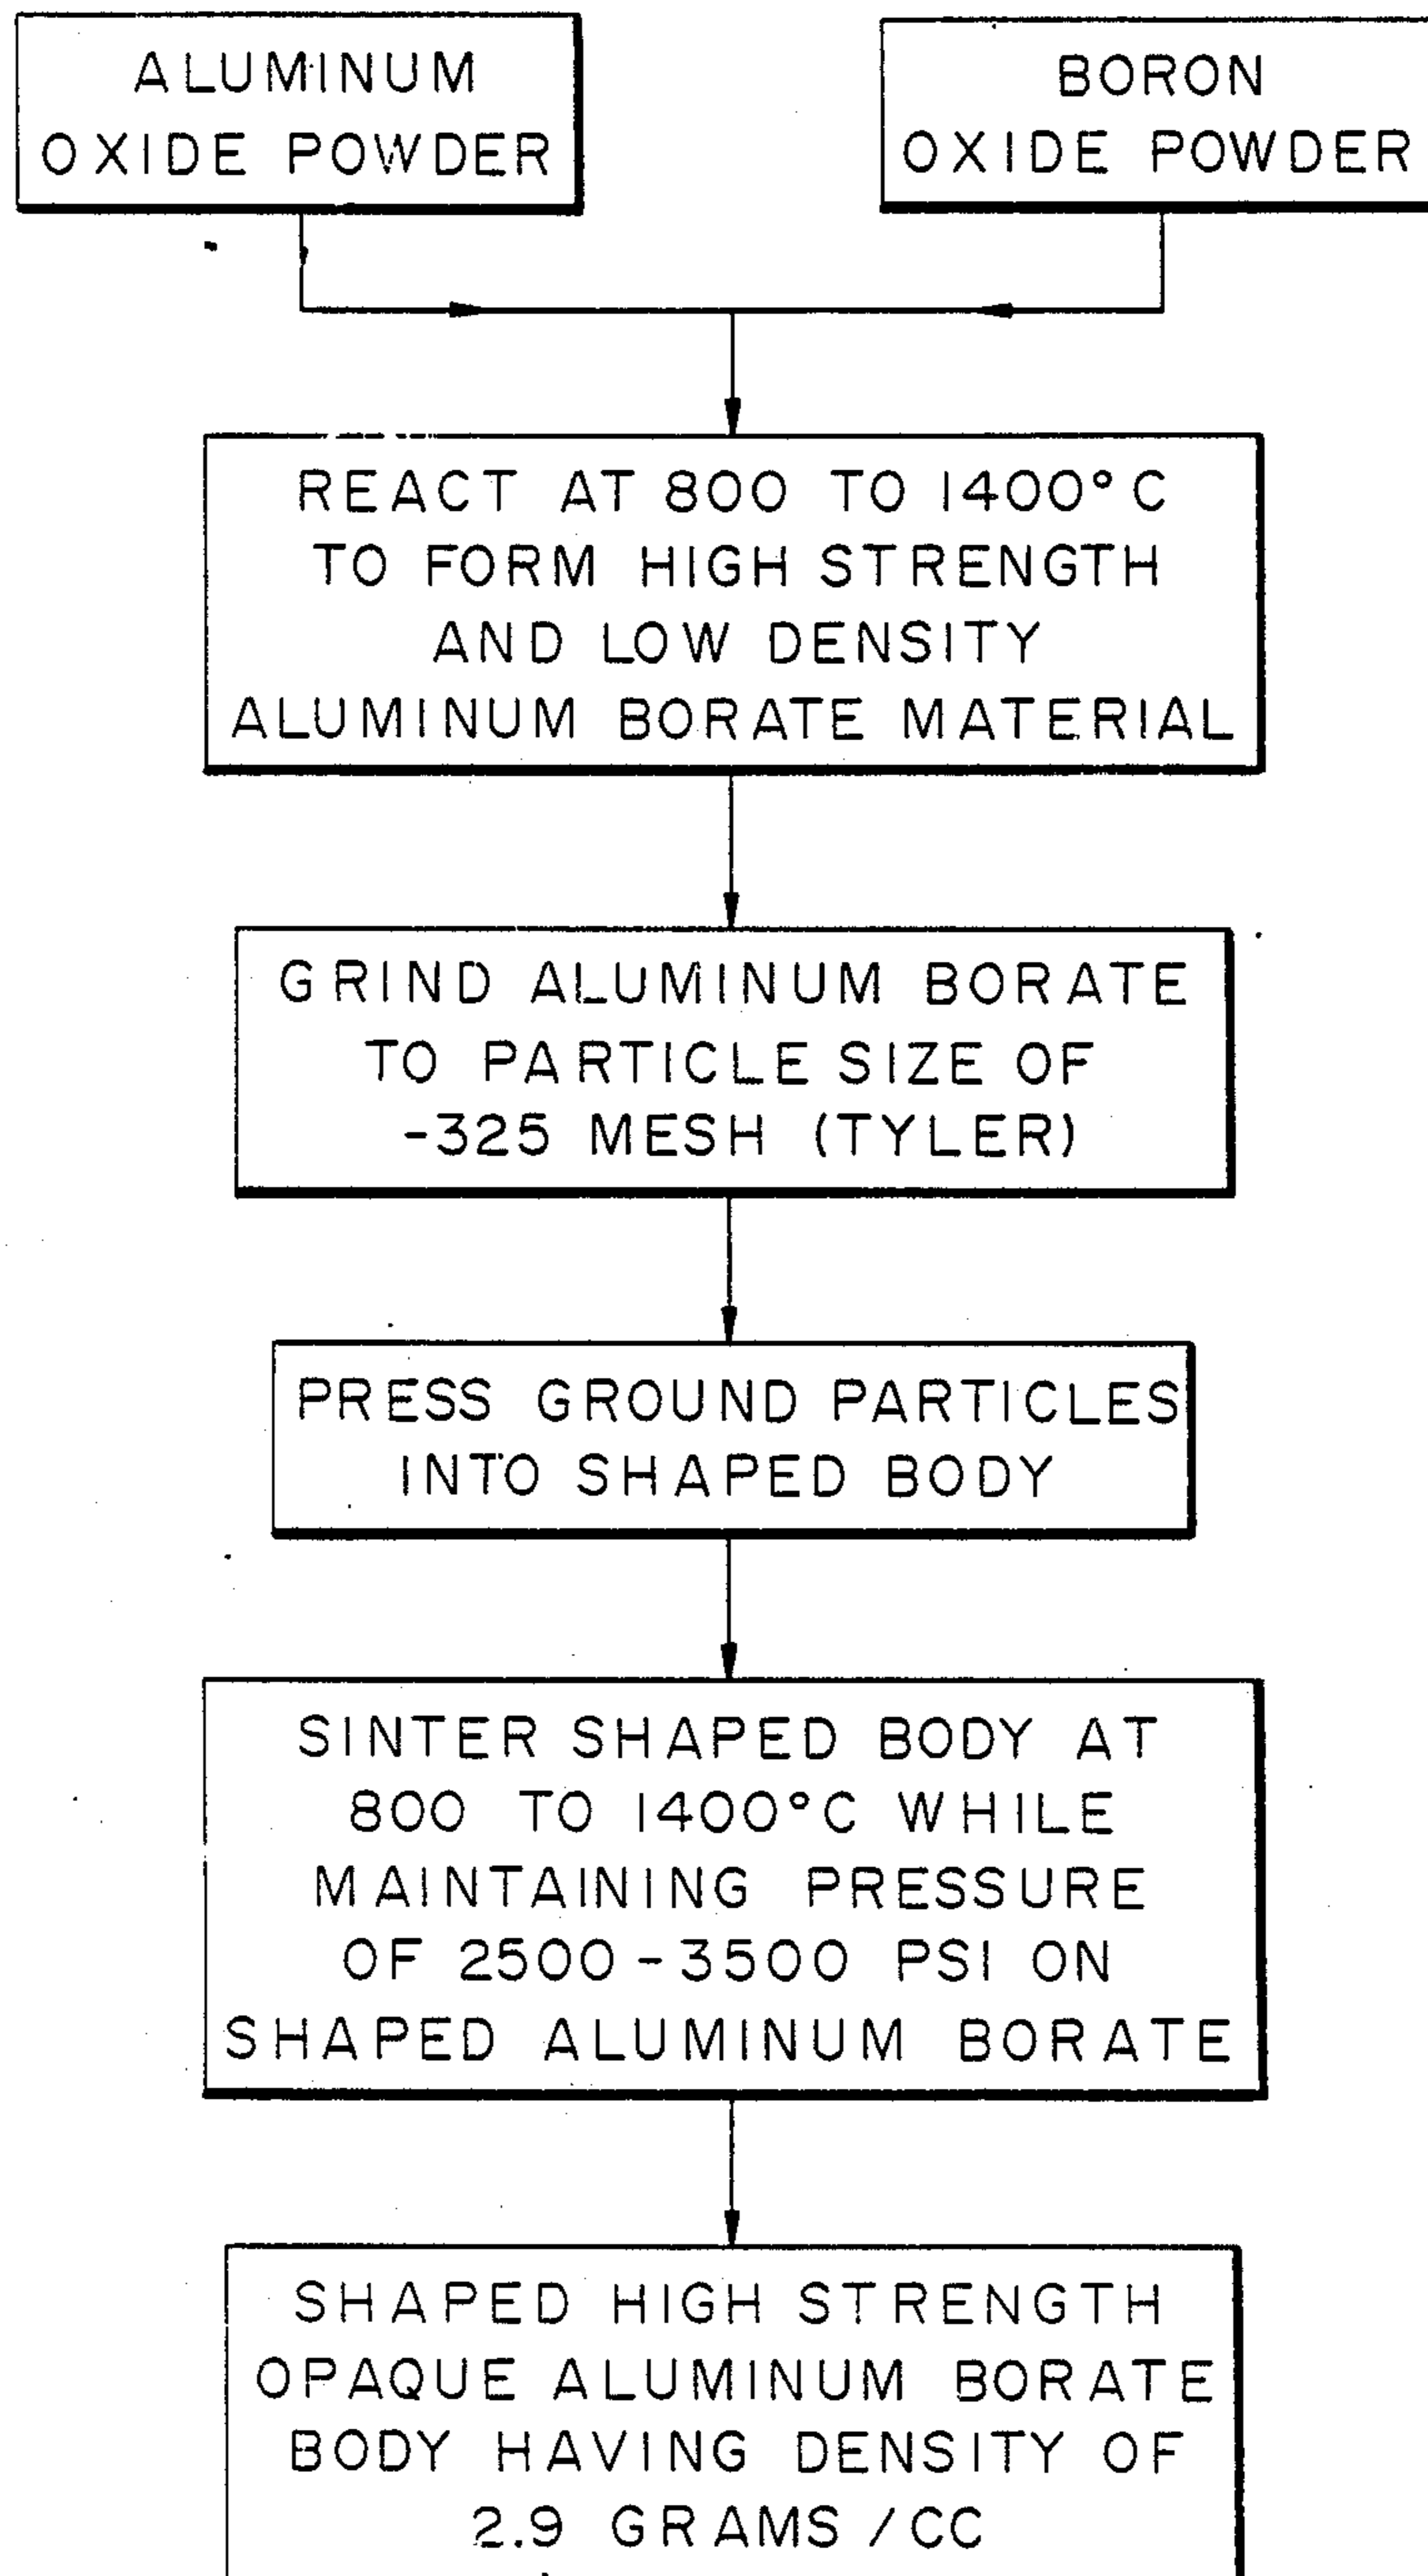 ALUMINUM
OXIDE POWDER
BORON
OXIDE POWDER
REACT AT 800 TO 1400°C
TO FORM HIGH STRENGTH
AND LOW DENSITY
ALUMINUM BORATE MATERIAL
GRIND ALUMINUM BORATE
TO PARTICLE SIZE OF
-325 MESH (TYLER)
PRESS GROUND PARTICLES
INTO SHAPED BODY
SINTER SHAPED BODY AT
800 TO 1400°C WHILE
MAINTAINING PRESSURE
OF 2500-3500 PSI ON
SHAPED ALUMINUM BORATE
SHAPED HIGH STRENGTH
OPAQUE ALUMINUM BORATE
BODY HAVING DENSITY OF
2.9 GRAMS /CC